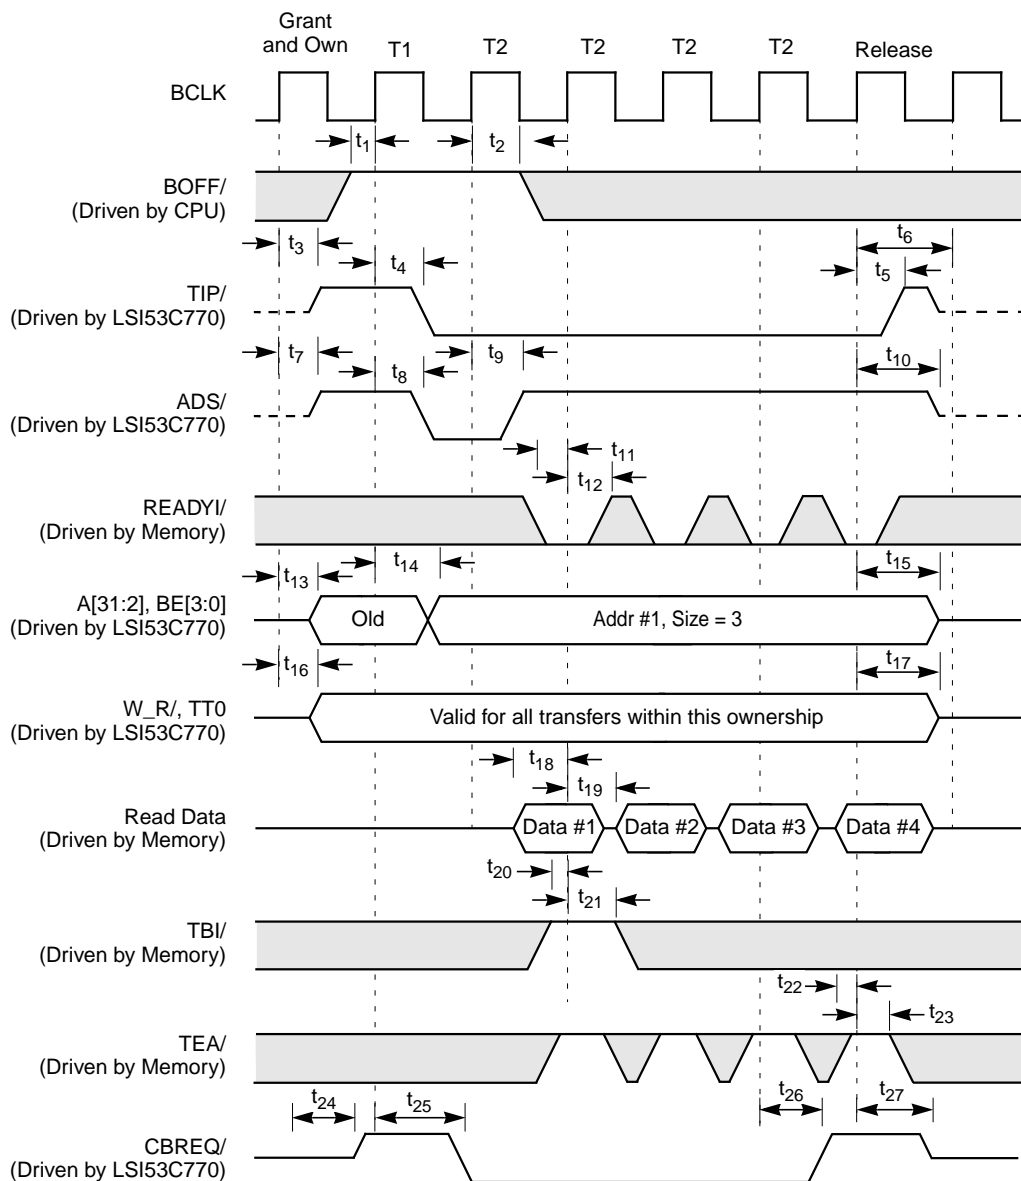 Grant
and Own
T1
T2
T2
T2
T2
Release
BCLK
t1
t2
BOFF/
(Driven by CPU)
t3
t4
t6
t5
TIP/
(Driven by LSI53C770)
t7
t8
t9
t10
ADS/
(Driven by LSI53C770)
t11
t12
READYI/
(Driven by Memory)
t13
t14
t15
A[31:2], BE[3:0]
(Driven by LSI53C770)
Old
Addr #1, Size = 3
t16
t17
W_R/, TT0
(Driven by LSI53C770)
Valid for all transfers within this ownership
t18
t19
Read Data
(Driven by Memory)
Data #1
Data #2
Data #3
Data #4
t20
t21
TBI/
(Driven by Memory)
t22
t23
TEA/
(Driven by Memory)
t24
t25
t26
t27
CBREQ/
(Driven by LSI53C770)